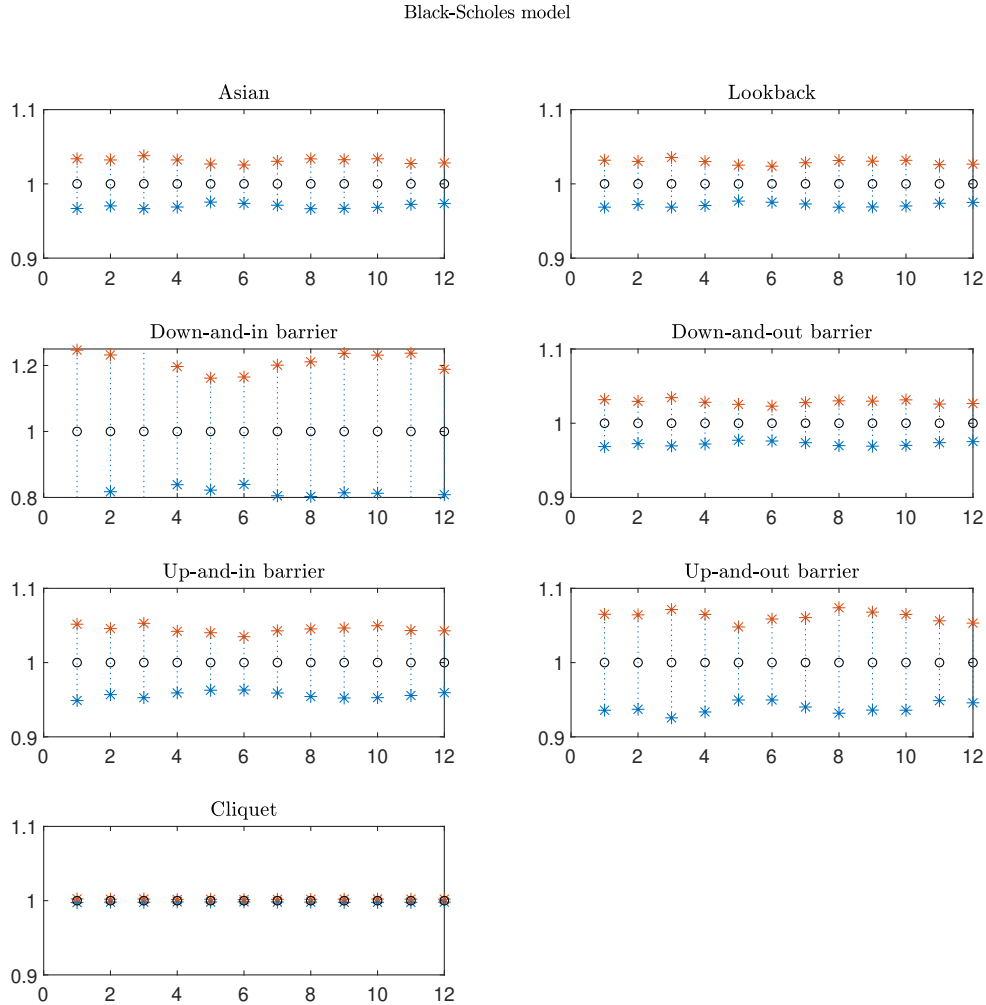 Black-Scholes model
Asian
1.1
1
0.9
0 2 4 6 8 10 12
Lookback
1.1
1
0.9
0 2 4 6 8 10 12
Down-and-in barrier
1.2
1
0.8
0 2 4 6 8 10 12
Down-and-out barrier
1.1
1
0.9
0 2 4 6 8 10 12
Up-and-in barrier
1.1
1
0.9
0 2 4 6 8 10 12
Up-and-out barrier
1.1
1
0.9
0 2 4 6 8 10 12
Cliquet
1.1
1
0.9
0 2 4 6 8 10 12